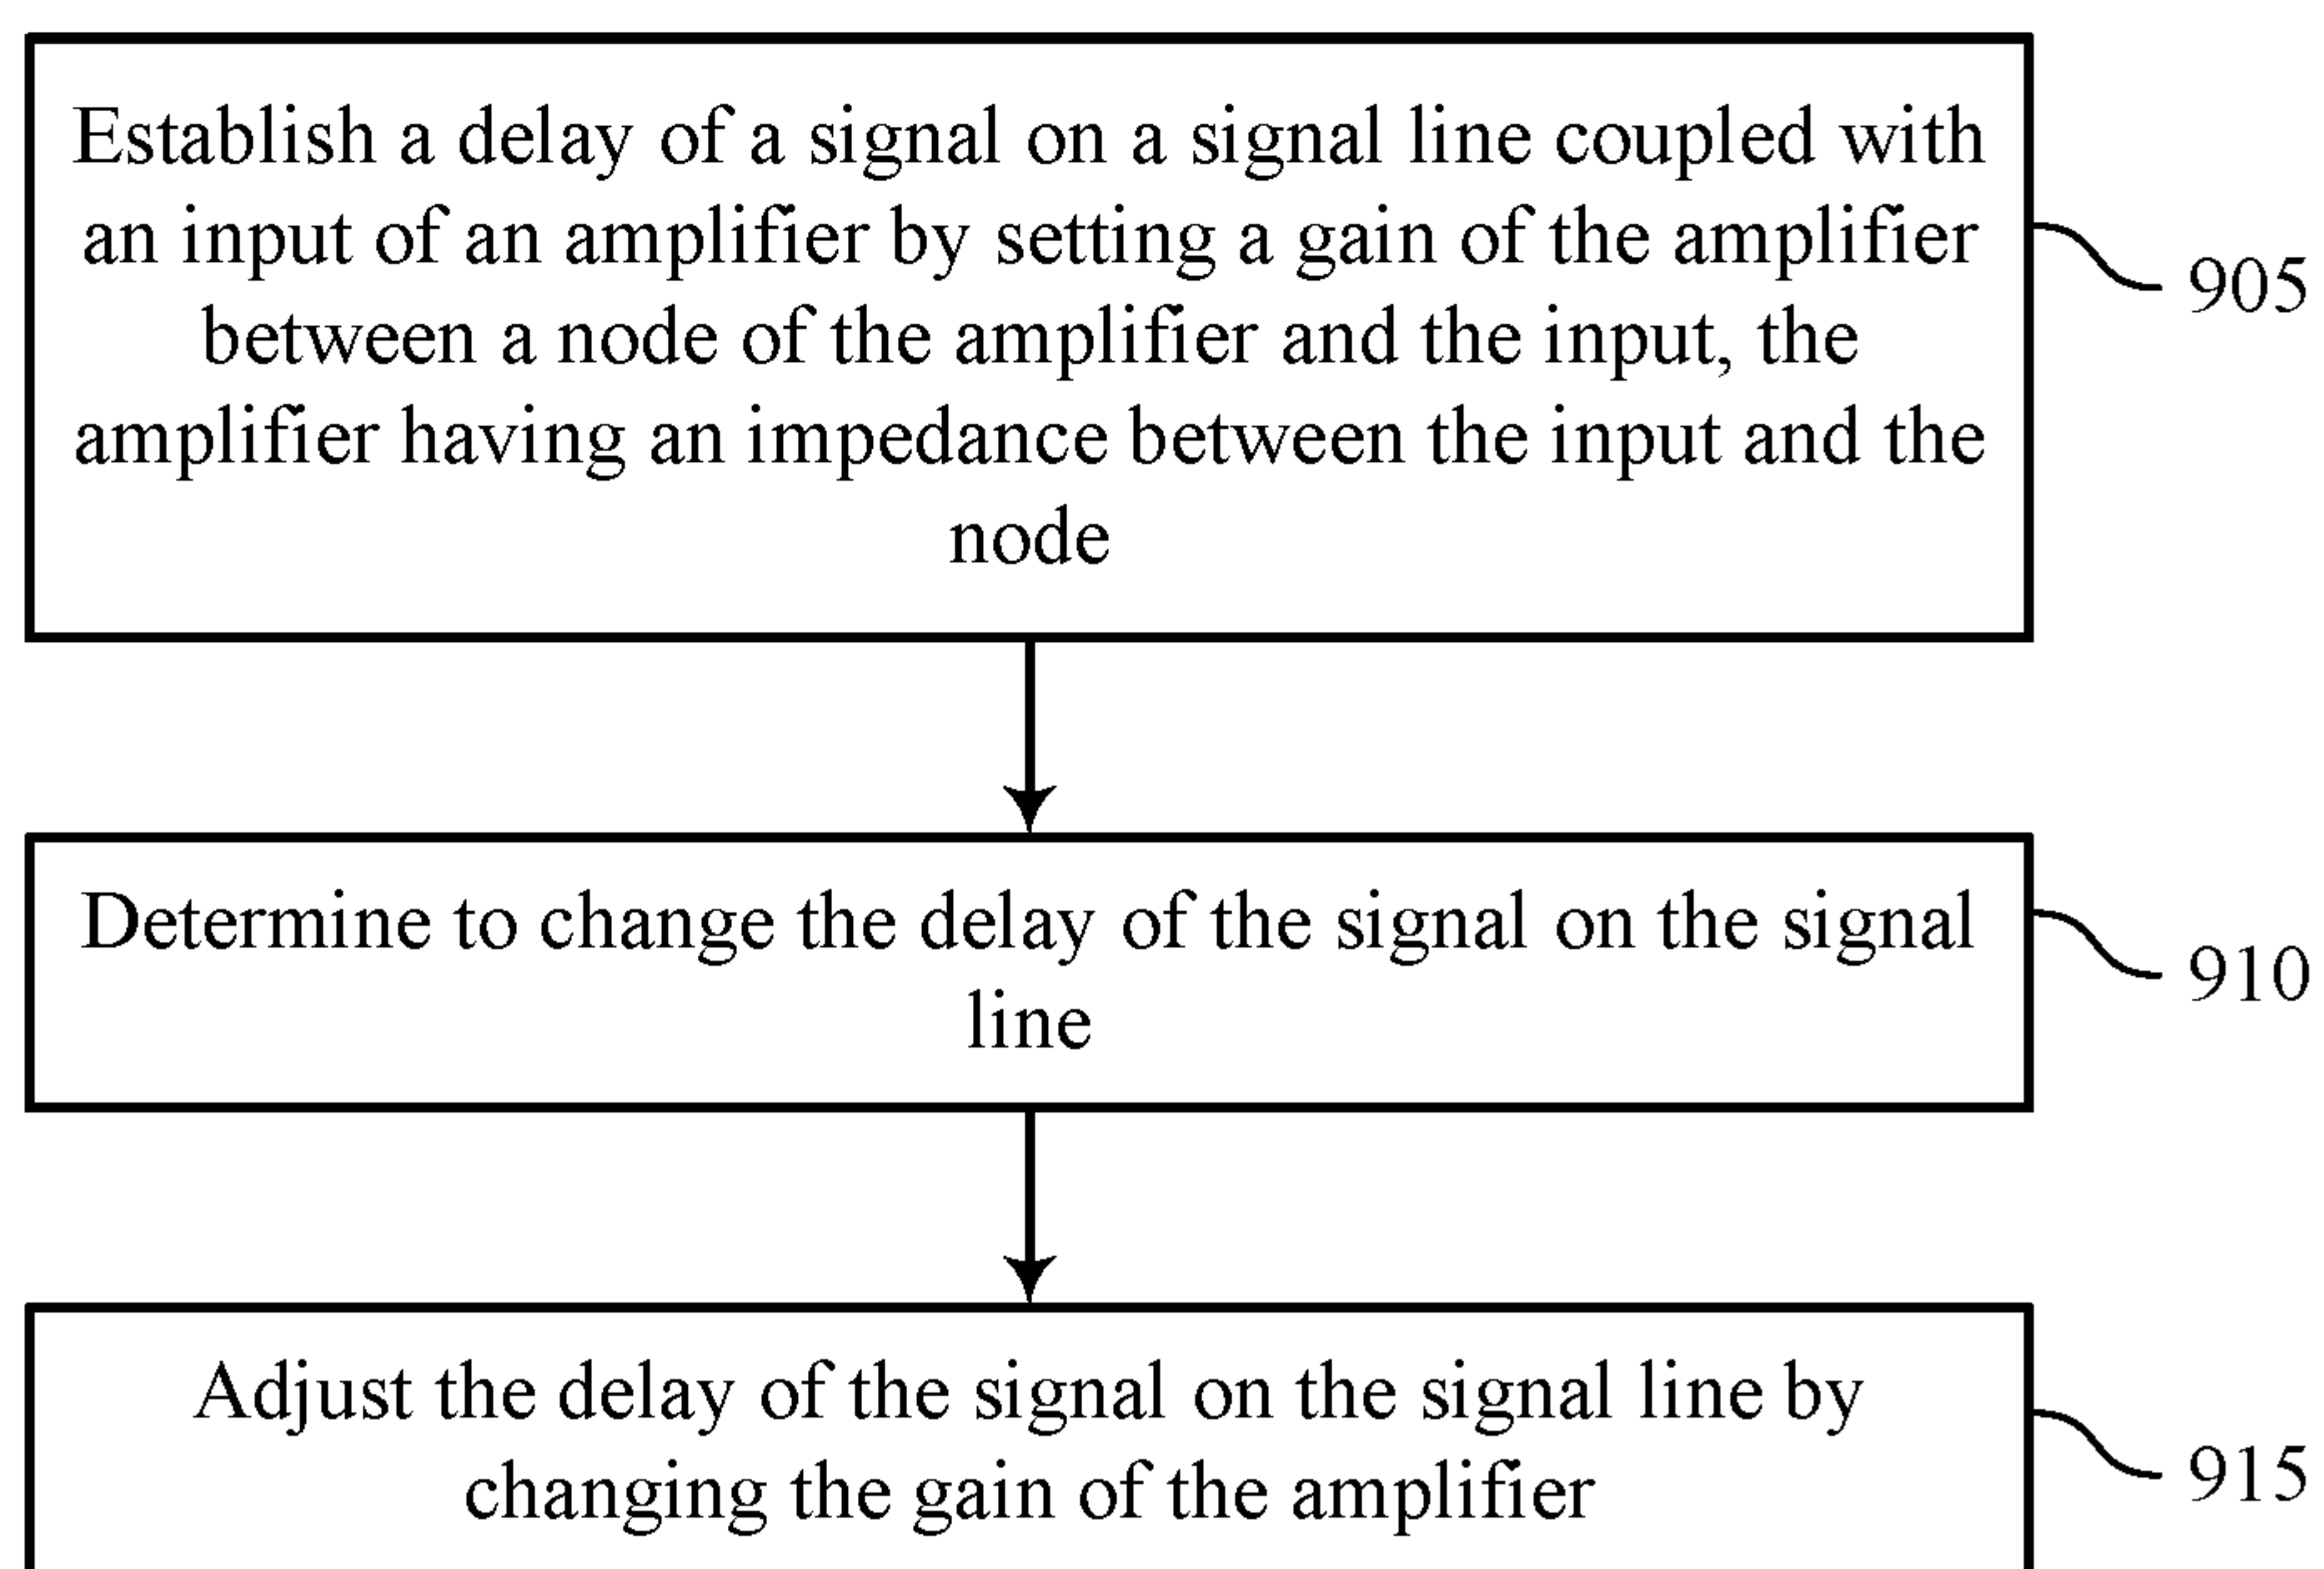 Establish a delay of a signal on a signal line coupled with
an input of an amplifier by setting a gain of the amplifier
between a node of the amplifier and the input, the
amplifier having an impedance between the input and the
node
905
Determine to change the delay of the signal on the signal
line
910
Adjust the delay of the signal on the signal line by
changing the gain of the amplifier
915